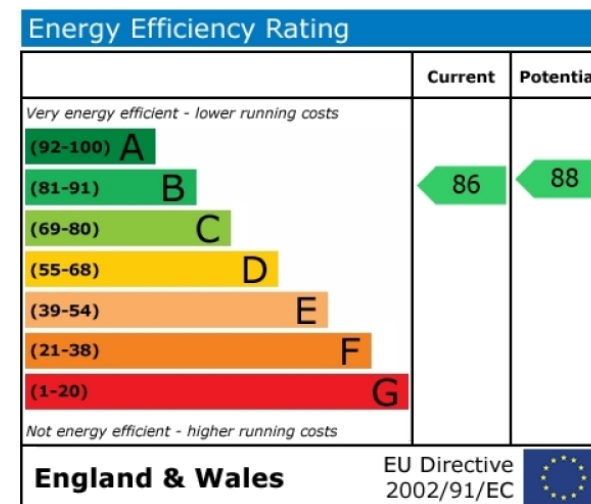 Energy Efficiency Rating
Current Potentia
Very energy efficient - lower running costs
(92-100) A
(81-91) B
86
88
(69-80) C
(55-68) D
(39-54) E
(21-38) F
(1-20) G
Not energy efficient - higher running costs
England & Wales
EU Directive
2002/91/EC